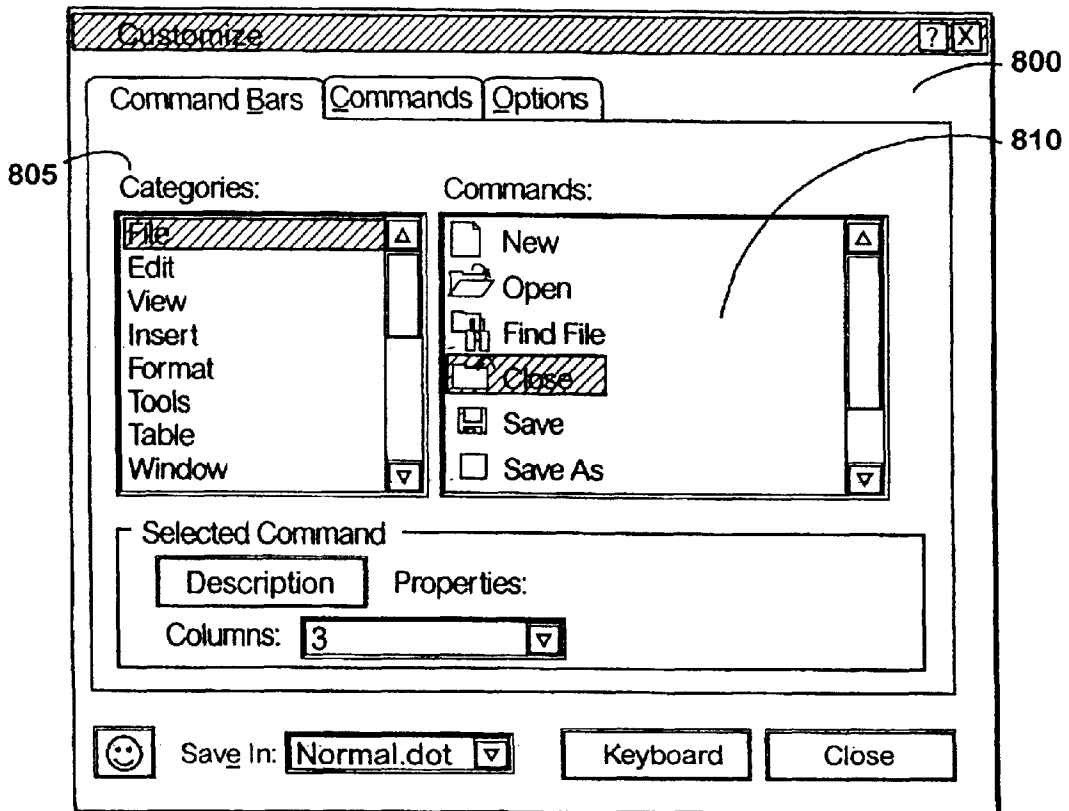 Customize ? X
800
Command Bars Commands Options
810
805
Categories: Commands:
File
Edit
View
Insert
Format
Tools
Table
Window
New
Open
Find File
Close
Save
Save As
Selected Command
Description Properties:
Columns: 3
Save In: Normal.dot Keyboard Close